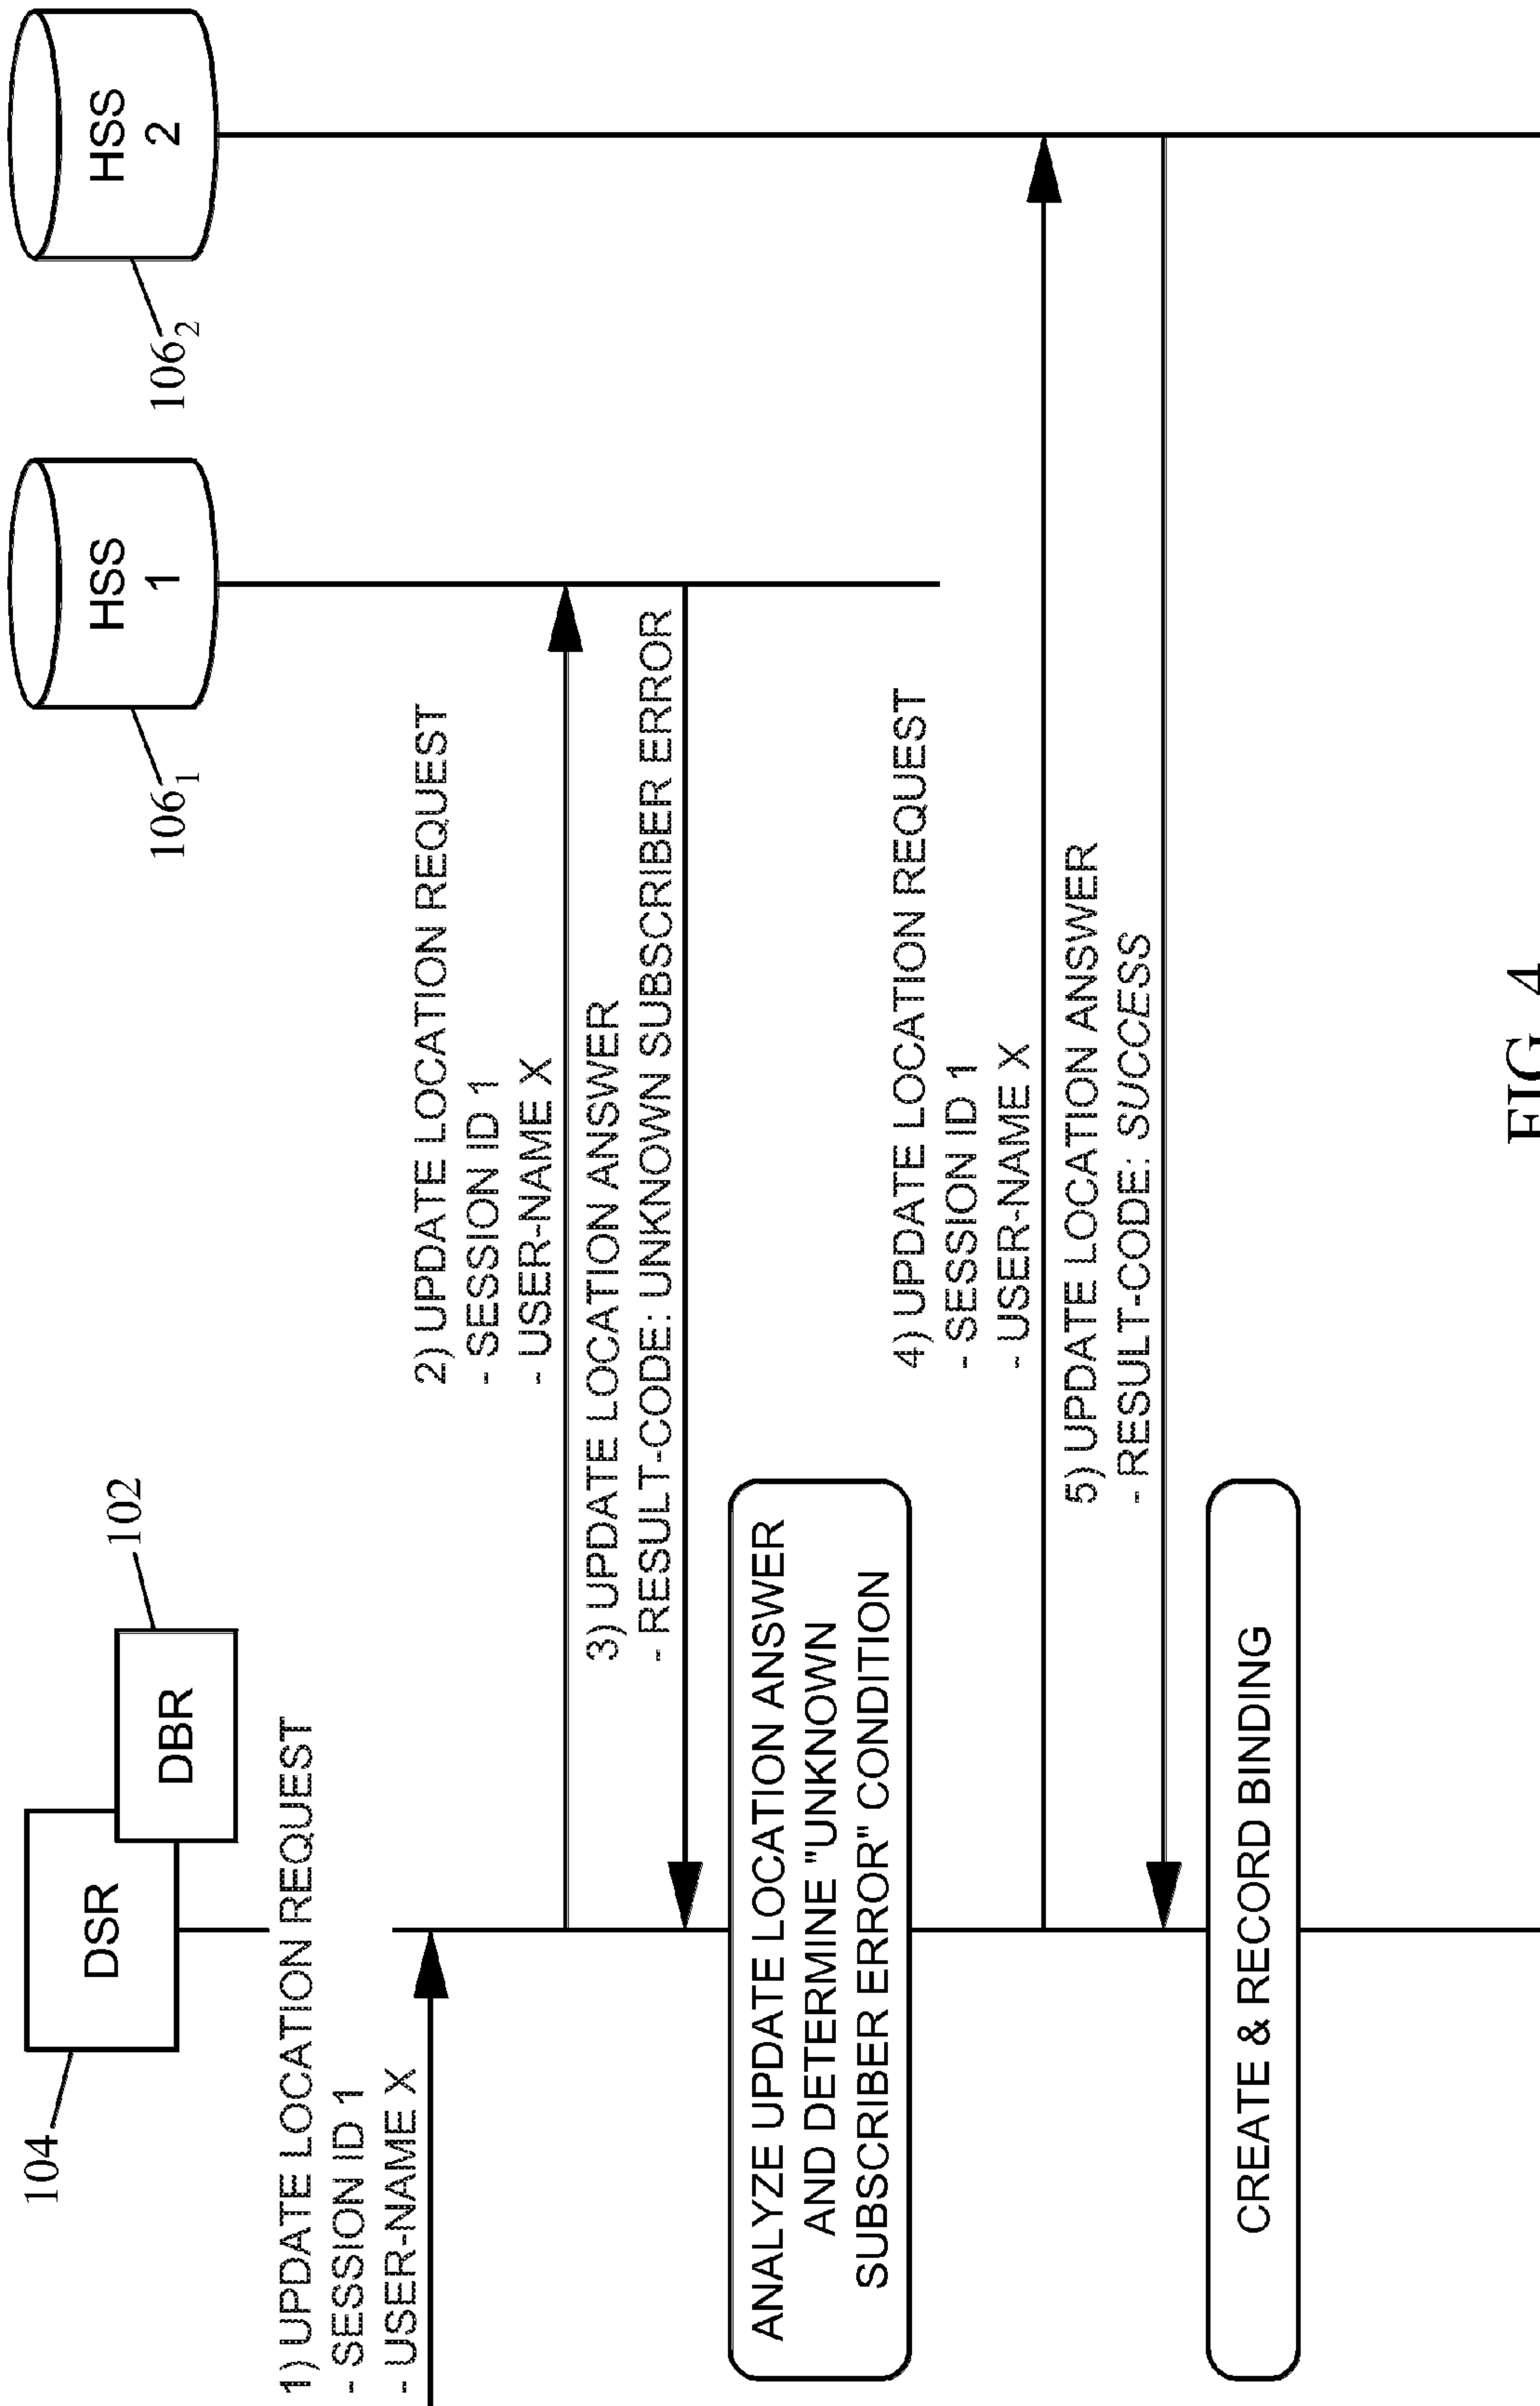 104
DSR
DBR
102
HSS
1
106₁
HSS
2
106₂
1) UPDATE LOCATION REQUEST
- SESSION ID 1
- USER-NAME X
2) UPDATE LOCATION REQUEST
- SESSION ID 1
- USER-NAME X
3) UPDATE LOCATION ANSWER
- RESULT-CODE: UNKNOWN SUBSCRIBER ERROR
ANALYZE UPDATE LOCATION ANSWER
AND DETERMINE "UNKNOWN
SUBSCRIBER ERROR" CONDITION
4) UPDATE LOCATION REQUEST
- SESSION ID 1
- USER-NAME X
5) UPDATE LOCATION ANSWER
- RESULT-CODE: SUCCESS
CREATE & RECORD BINDING
FIG. 4